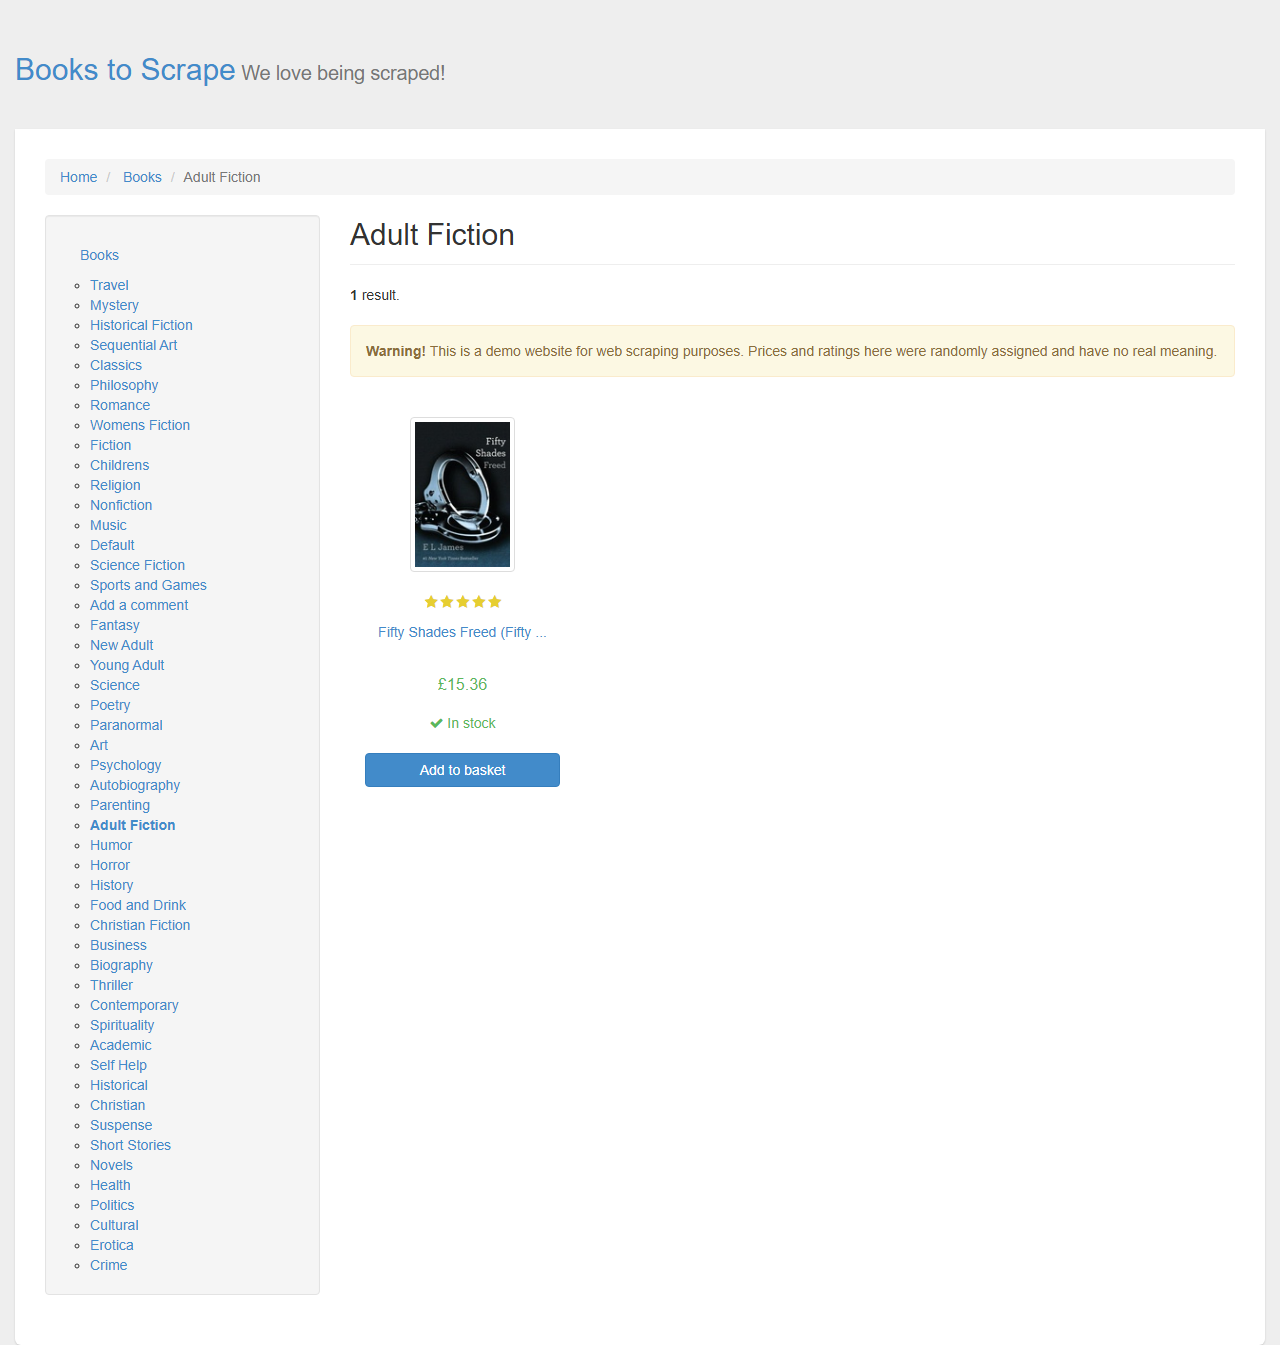 Books to Scrape We love being scraped!
Home / Books / Adult Fiction
Books
Travel
Mystery
Historical Fiction
Sequential Art
Classics
Philosophy
Romance
Womens Fiction
Fiction
Childrens
Religion
Nonfiction
Music
Default
Science Fiction
Sports and Games
Add a comment
Fantasy
New Adult
Young Adult
Science
Poetry
Paranormal
Art
Psychology
Autobiography
Parenting
Adult Fiction
Humor
Horror
History
Food and Drink
Christian Fiction
Business
Biography
Thriller
Contemporary
Spirituality
Academic
Self Help
Historical
Christian
Suspense
Short Stories
Novels
Health
Politics
Cultural
Erotica
Crime
Adult Fiction
1 result.
Warning! This is a demo website for web scraping purposes. Prices and ratings here were randomly assigned and have no real meaning.
Fifty
Shades
Freed
E L James
#1 New York Times Bestseller
Fifty Shades Freed (Fifty ...
£15.36
In stock
Add to basket